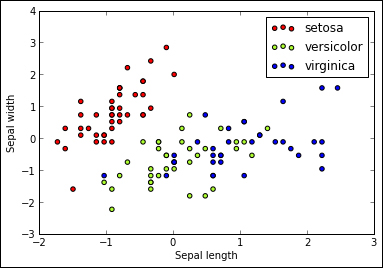 4
3
2
1
0
−1
−2
−3
−2
−1
0
1
2
3
Sepal width
Sepal length
setosa
versicolor
virginica